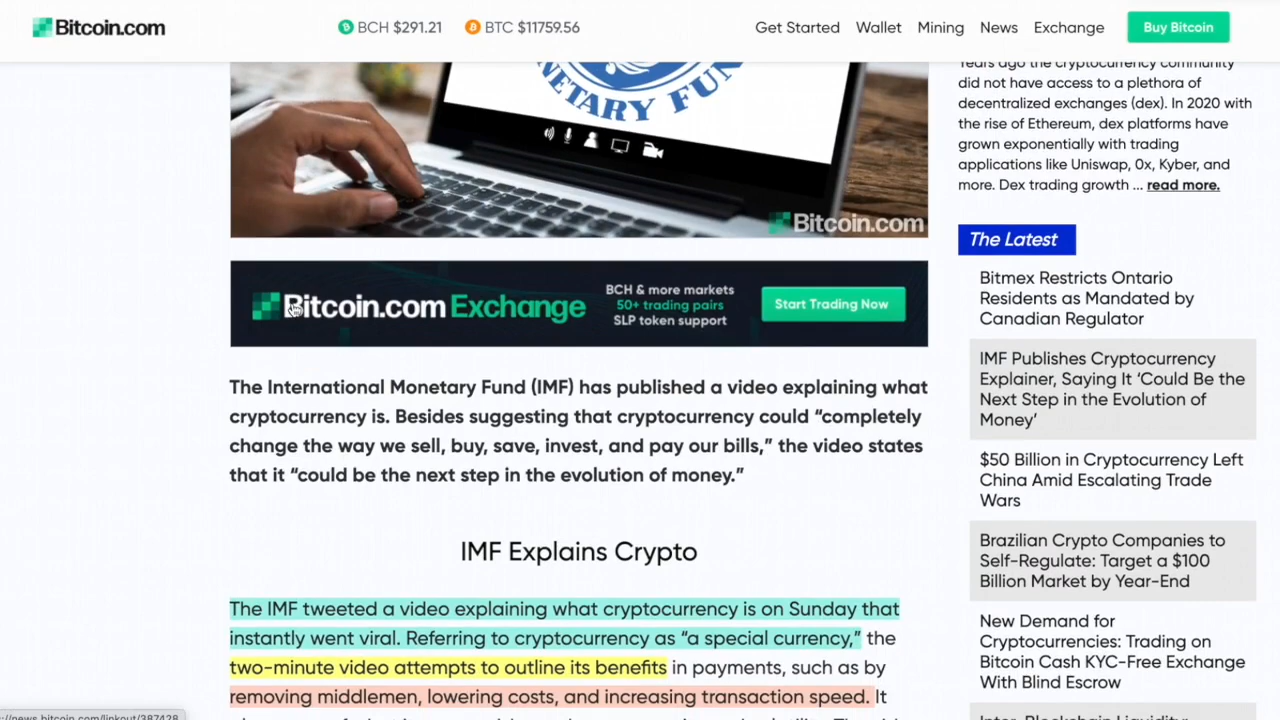 Bitcoin.com
BCH $291.21
BTC $11759.56
Get Started
Wallet
Mining
News
Exchange
Buy Bitcoin
NETARY FUN
Bitcoin.com
Bitcoin.com Exchange
BCH & more markets
50+ trading pairs
SLP token support
Start Trading Now
The International Monetary Fund (IMF) has published a video explaining what
cryptocurrency is. Besides suggesting that cryptocurrency could “completely
change the way we sell, buy, save, invest, and pay our bills,” the video states
that it “could be the next step in the evolution of money.”
IMF Explains Crypto
The IMF tweeted a video explaining what cryptocurrency is on Sunday that
instantly went viral. Referring to cryptocurrency as “a special currency,” the
two-minute video attempts to outline its benefits in payments, such as by
removing middlemen, lowering costs, and increasing transaction speed. It
Years ago the cryptocurrency community
did not have access to a plethora of
decentralized exchanges (dex). In 2020 with
the rise of Ethereum, dex platforms have
grown exponentially with trading
applications like Uniswap, 0x, Kyber, and
more. Dex trading growth ... read more.
The Latest
Bitmex Restricts Ontario
Residents as Mandated by
Canadian Regulator
IMF Publishes Cryptocurrency
Explainer, Saying It ‘Could Be the
Next Step in the Evolution of
Money’
$50 Billion in Cryptocurrency Left
China Amid Escalating Trade
Wars
Brazilian Crypto Companies to
Self-Regulate: Target a $100
Billion Market by Year-End
New Demand for
Cryptocurrencies: Trading on
Bitcoin Cash KYC-Free Exchange
With Blind Escrow
://news.bitcoin.com/linkout/387428